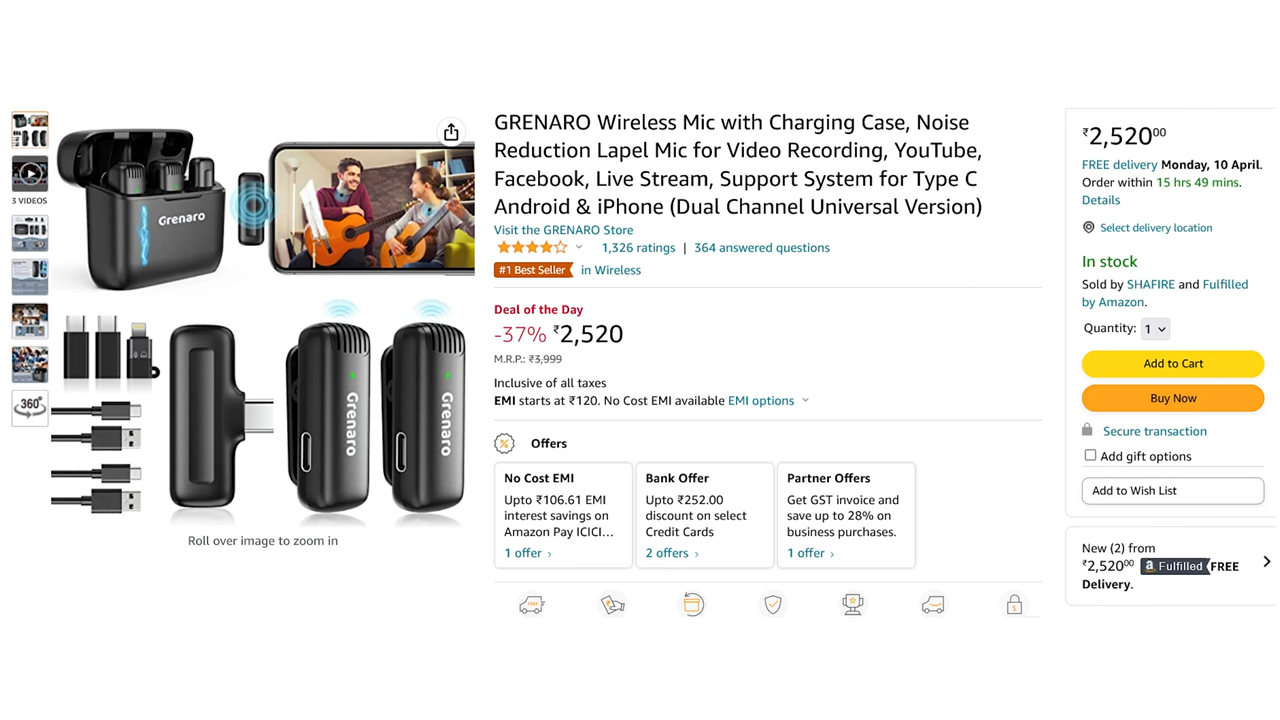 Grenaro
3 VIDEOS
360°
Grenaro
Grenaro
Roll over image to zoom in
GRENARO Wireless Mic with Charging Case, Noise
Reduction Lapel Mic for Video Recording, YouTube,
Facebook, Live Stream, Support System for Type C
Android & iPhone (Dual Channel Universal Version)
Visit the GRENARO Store
1,326 ratings | 364 answered questions
#1 Best Seller in Wireless
Deal of the Day
-37% ₹2,520
M.R.P.: ₹3,999
Inclusive of all taxes
EMI starts at ₹120. No Cost EMI available EMI options
Offers
No Cost EMI
Upto ₹106.61 EMI
interest savings on
Amazon Pay ICICI…
1 offer ›
Bank Offer
Upto ₹252.00
discount on select
Credit Cards
2 offers ›
Partner Offers
Get GST invoice and
save up to 28% on
business purchases.
1 offer ›
FREE
₹2,520⁰⁰
FREE delivery Monday, 10 April.
Order within 15 hrs 49 mins.
Details
Select delivery location
In stock
Sold by SHAFIRE and Fulfilled
by Amazon.
Quantity: 1
Add to Cart
Buy Now
Secure transaction
Add gift options
Add to Wish List
New (2) from
₹2,520⁰⁰ a Fulfilled FREE
Delivery.